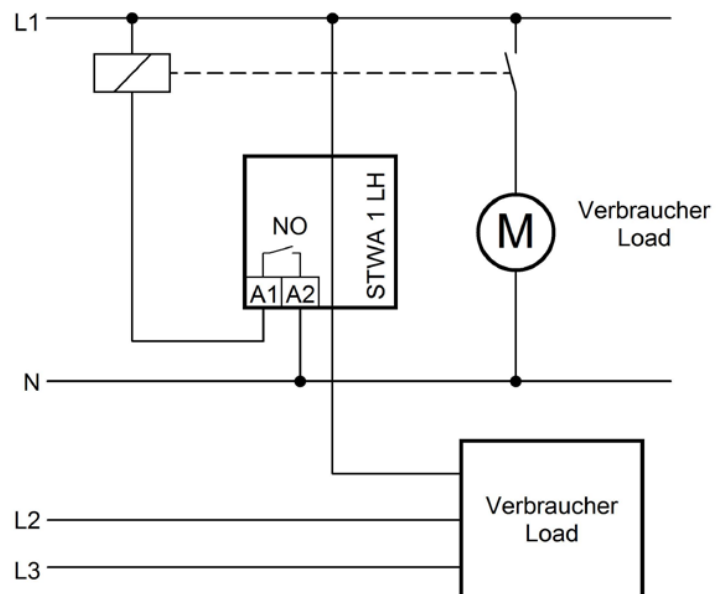 L1
STWA 1 LH
NO
A1 A2
M
Verbraucher
Load
N
Verbraucher
Load
L2
L3